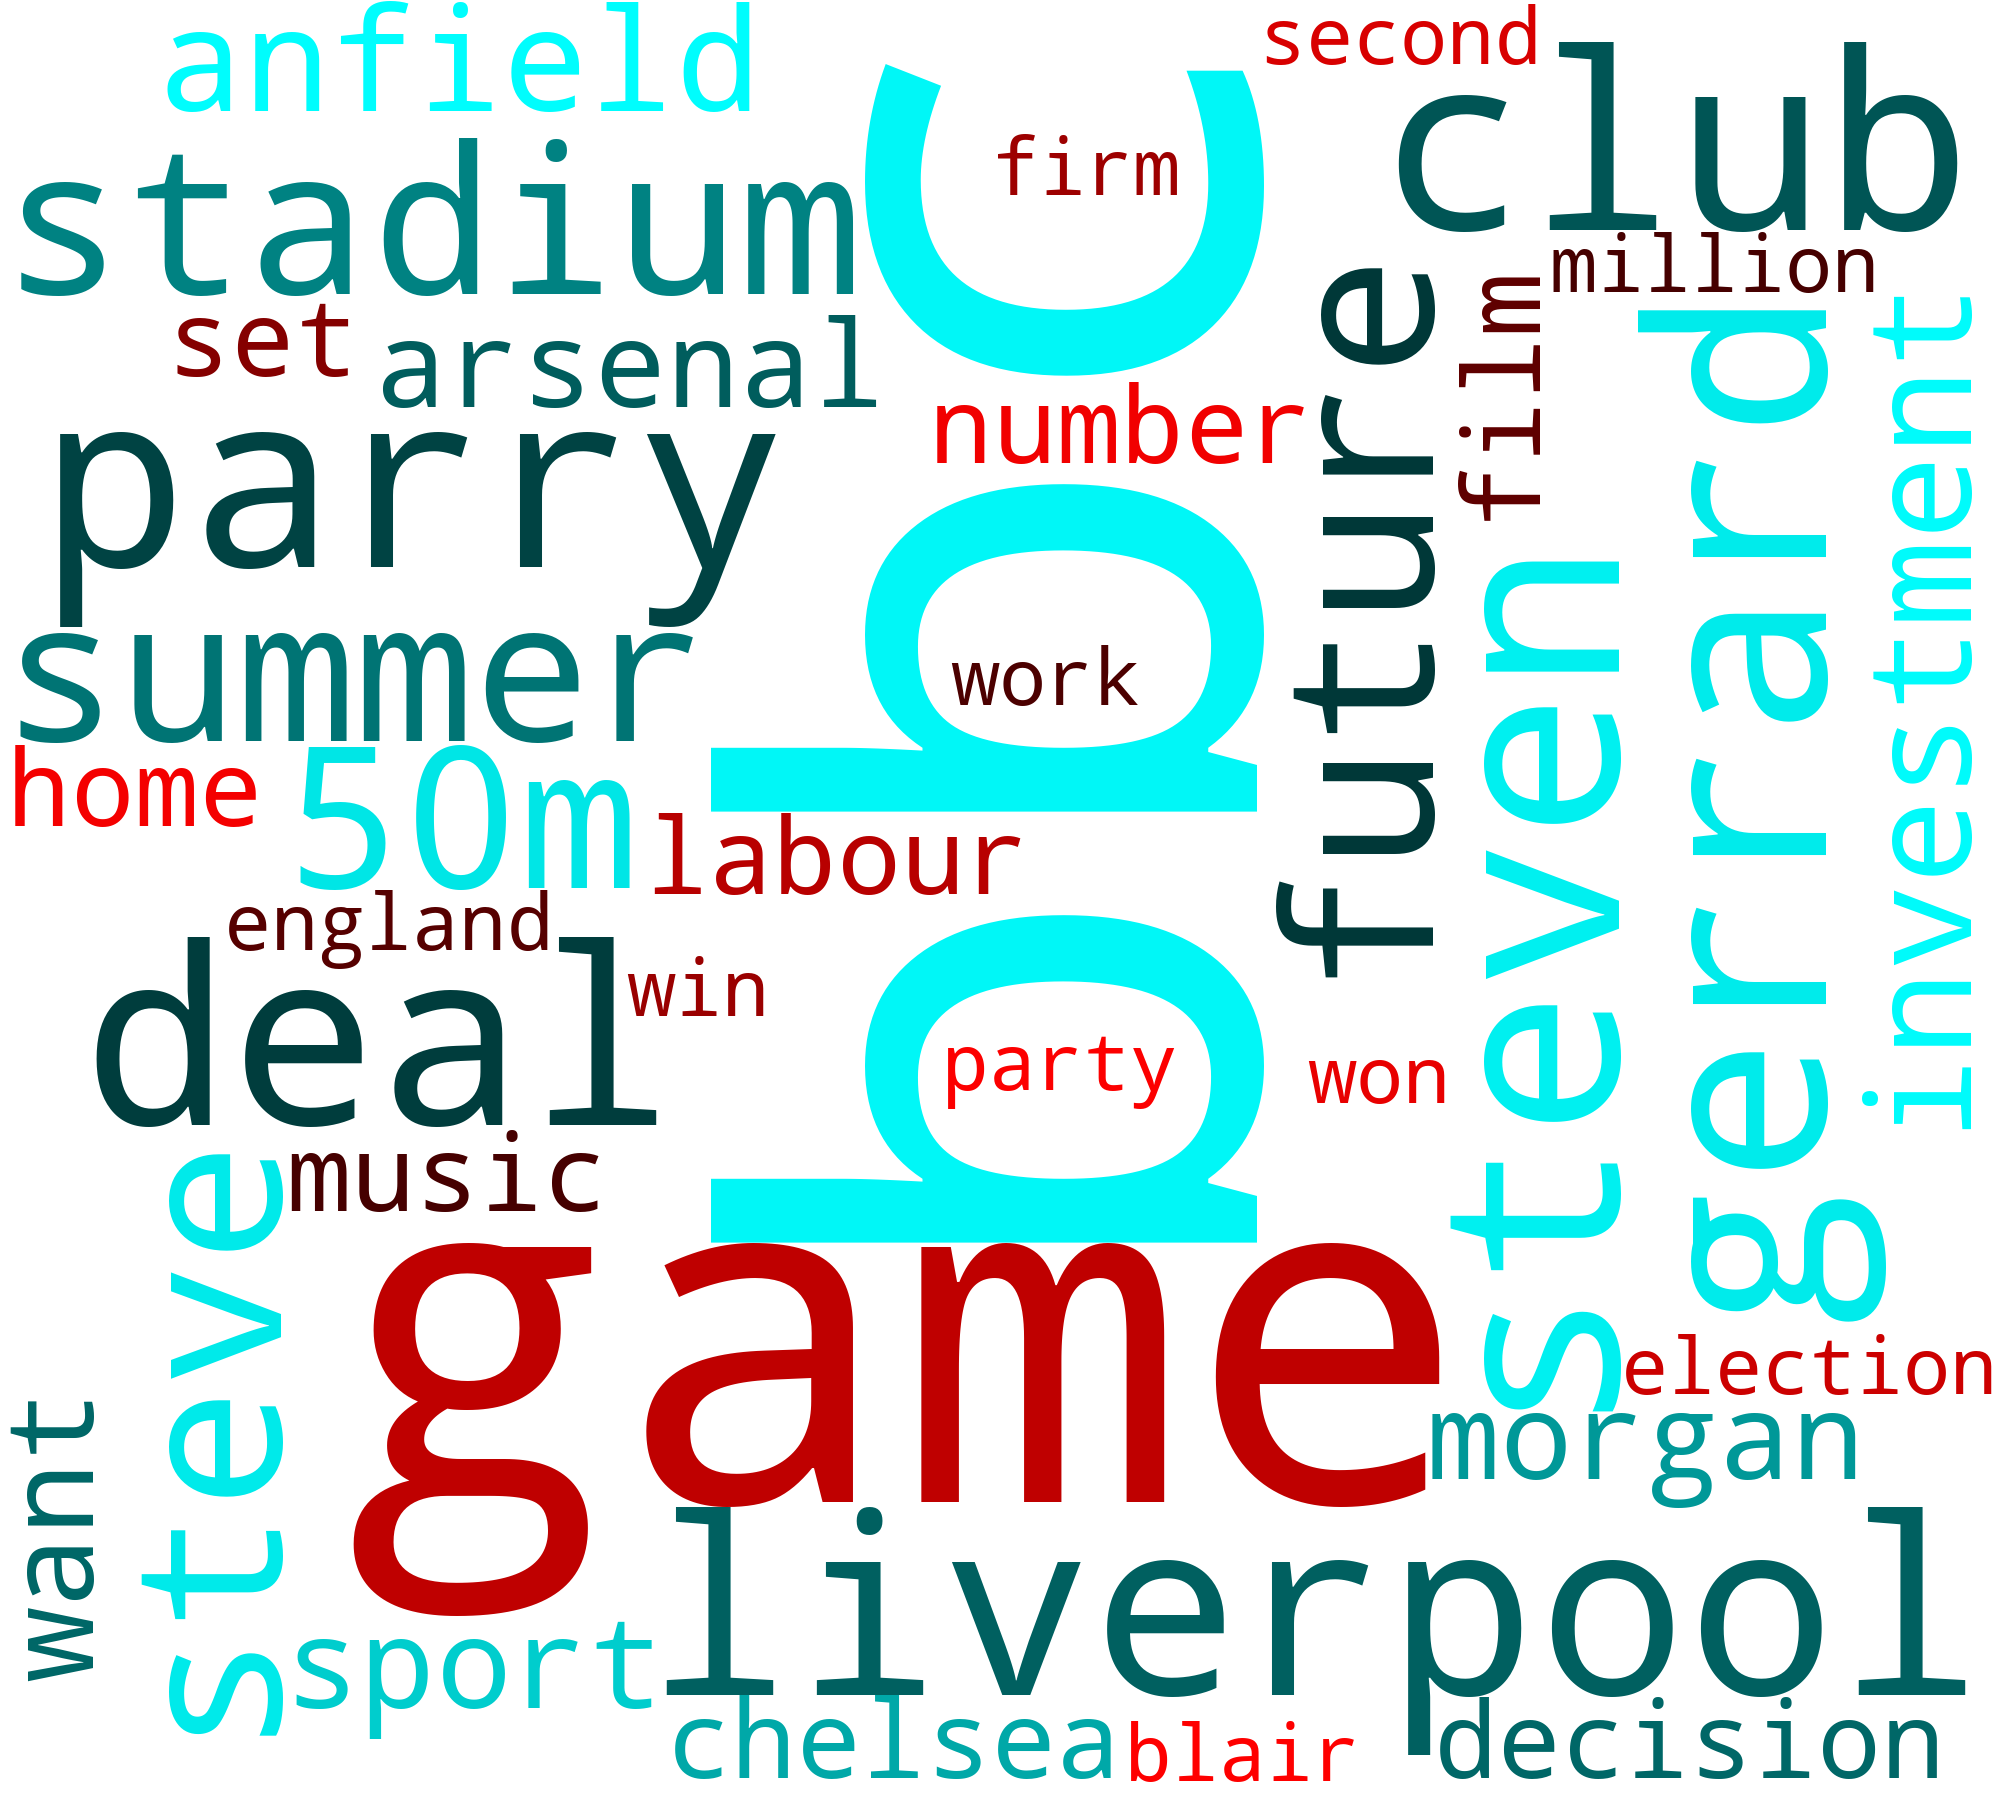 anfield
second
club
stadium
firm
million
set
arsenal
film
future
number
parry
bbc
steven
gerrard
investment
summer
work
home
50m
labour
england
deal
win
party
won
music
steve
game
election
morgan
want
liverpool
sport
chelsea
blair
decision